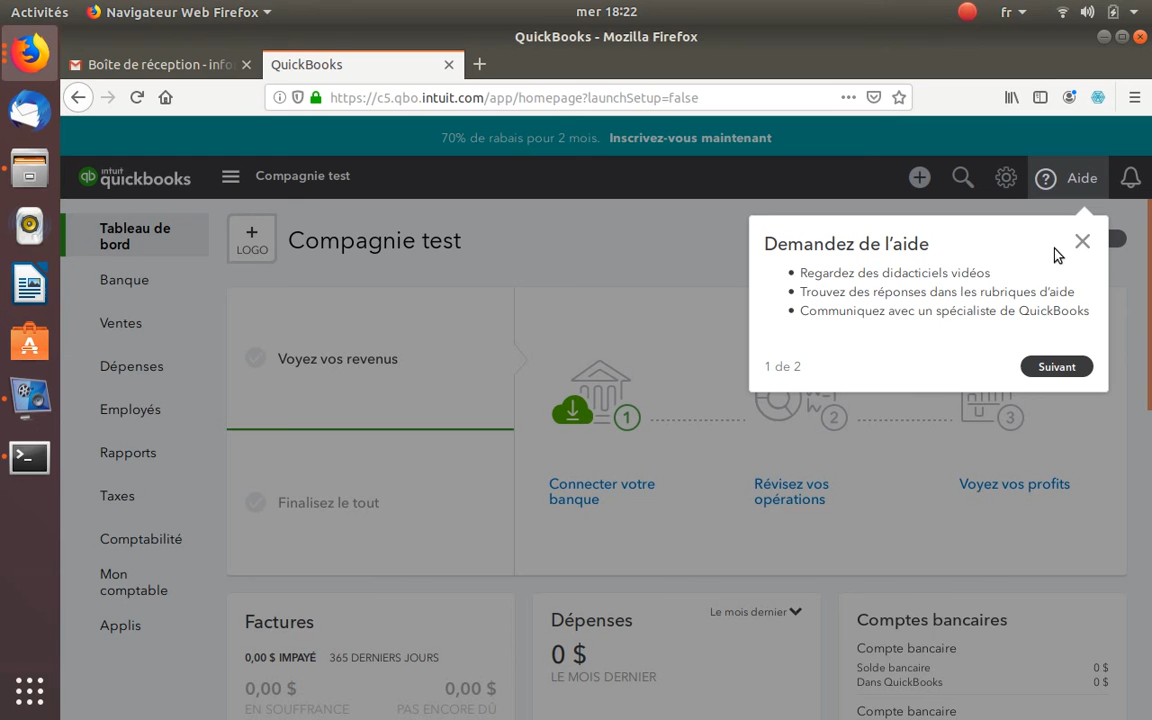 Activités
Navigateur Web Firefox
mer 18:22
fr
QuickBooks - Mozilla Firefox
Boîte de réception - info
QuickBooks
https://c5.qbo.intuit.com/app/homepage?launchSetup=false
70% de rabais pour 2 mois. Inscrivez-vous maintenant
qb intuit quickbooks
Compagnie test
Aide
Tableau de
bord
Banque
Ventes
Dépenses
Employés
Rapports
Taxes
Comptabilité
Mon
comptable
Applis
+
LOGO
Compagnie test
Demandez de l'aide
• Regardez des didacticiels vidéos
• Trouvez des réponses dans les rubriques d'aide
• Communiquez avec un spécialiste de QuickBooks
1 de 2
Suivant
Voyez vos revenus
Finalisez le tout
1
2
3
Connecter votre
banque
Révisez vos
opérations
Voyez vos profits
Factures
0,00 $ IMPAYÉ 365 DERNIERS JOURS
0,00 $ 0,00 $
EN SOUFFRANCE PAS ENCORE DÛ
Dépenses
Le mois dernier
0 $
LE MOIS DERNIER
Comptes bancaires
Compte bancaire
Solde bancaire 0 $
Dans QuickBooks 0 $
Compte bancaire